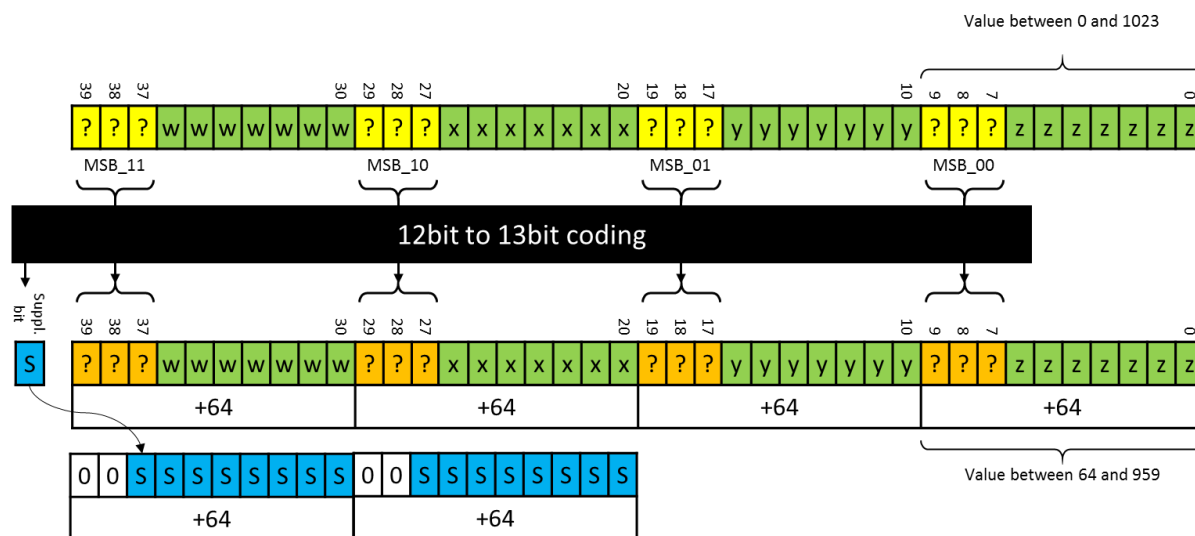 Value between 0 and 1023
39 38 37 30 29 28 27 20 19 18 17 10 9 8 7 0
? ? ? w w w w w w w ? ? ? x x x x x x x ? ? ? y y y y y y y ? ? ? z z z z z z z
MSB_11 MSB_10 MSB_01 MSB_00
12bit to 13bit coding
Suppl.
bit
39 38 37 30 29 28 27 20 19 18 17 10 9 8 7 0
S ? ? ? w w w w w w w ? ? ? x x x x x x x ? ? ? y y y y y y y ? ? ? z z z z z z z
+64 +64 +64 +64
0 0 S S S S S S S S 0 0 S S S S S S S S
Value between 64 and 959
+64 +64